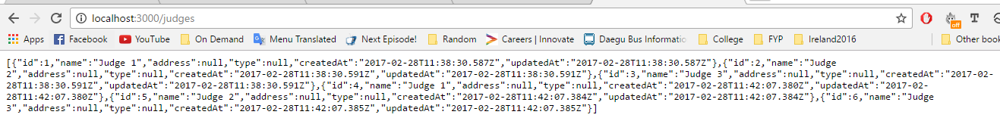 localhost:3000/judges
T
off
Apps Facebook YouTube On Demand Menu Translated Next Episode! Random Careers | Innovate Daegu Bus Informatio College FYP Ireland2016 Other book
[{"id":1,"name":"Judge 1","address":null,"type":null,"createdAt":"2017-02-28T11:38:30.587Z","updatedAt":"2017-02-28T11:38:30.587Z"},{"id":2,"name":"Judge
2","address":null,"type":null,"createdAt":"2017-02-28T11:38:30.591Z","updatedAt":"2017-02-28T11:38:30.591Z"},{"id":3,"name":"Judge 3","address":null,"type":null,"createdAt":"2017-02-
28T11:38:30.591Z","updatedAt":"2017-02-28T11:38:30.591Z"},{"id":4,"name":"Judge 1","address":null,"type":null,"createdAt":"2017-02-28T11:42:07.380Z","updatedAt":"2017-02-
28T11:42:07.380Z"},{"id":5,"name":"Judge 2","address":null,"type":null,"createdAt":"2017-02-28T11:42:07.384Z","updatedAt":"2017-02-28T11:42:07.384Z"},{"id":6,"name":"Judge
3","address":null,"type":null,"createdAt":"2017-02-28T11:42:07.385Z","updatedAt":"2017-02-28T11:42:07.385Z"}]